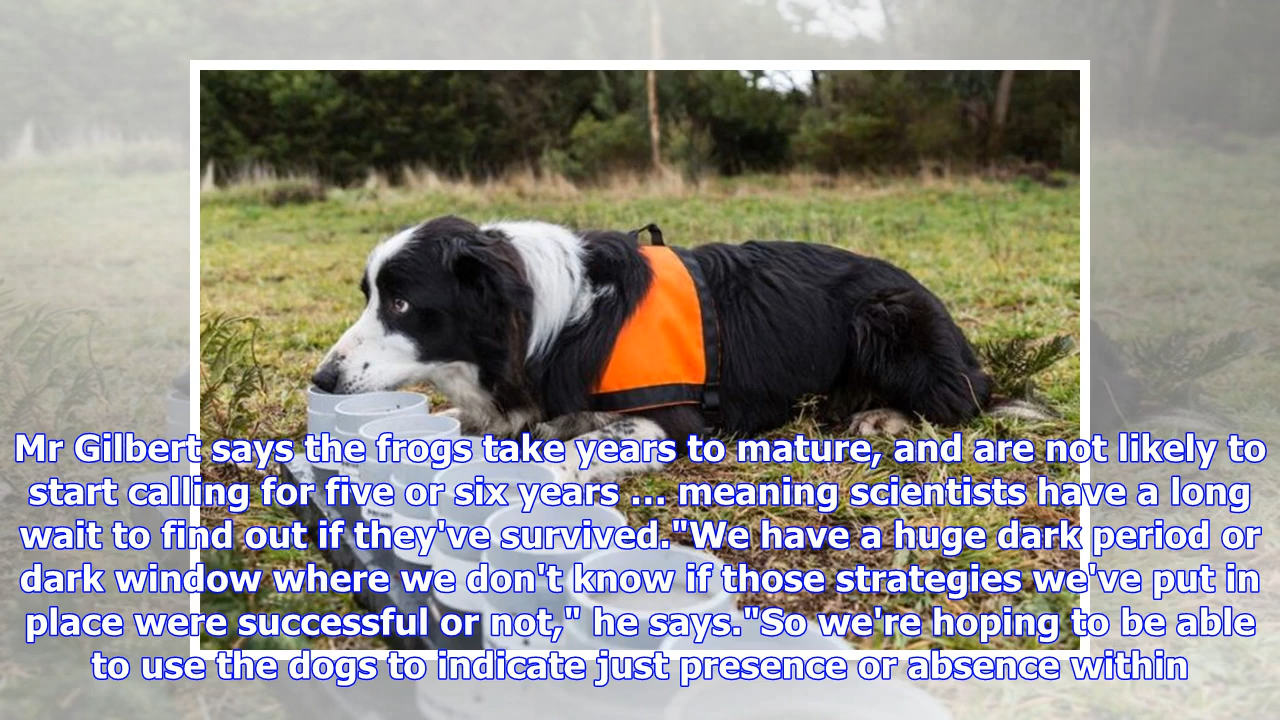 Mr Gilbert says the frogs take years to mature, and are not likely to
start calling for five or six years ... meaning scientists have a long
wait to find out if they've survived."We have a huge dark period or
dark window where we don't know if those strategies we've put in
place were successful or not," he says."So we're hoping to be able
to use the dogs to indicate just presence or absence within